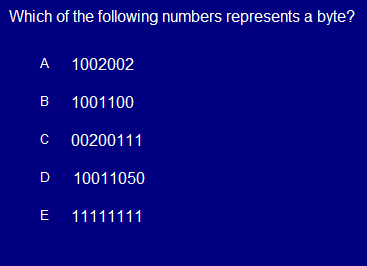 Which of the following numbers represents a byte?
A 1002002
B 1001100
C 00200111
D 10011050
E 11111111